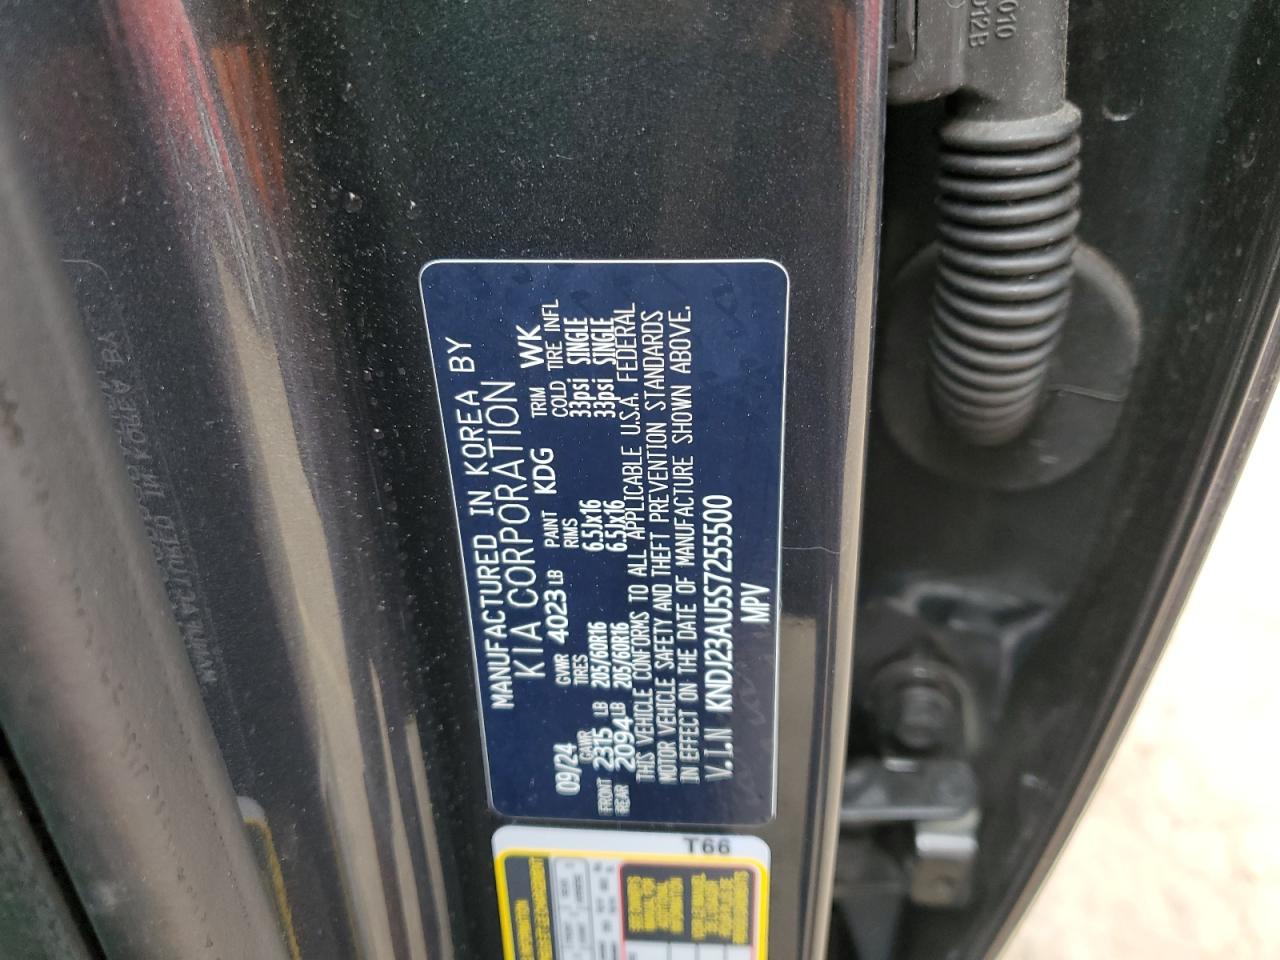 MANUFACTURED IN KOREA BY
KIA CORPORATION
09/24 GVWR 4023 LB PAINT KDG TRIM WK
GAWR TIRES RIMS COLD TIRE INFL
FRONT 2315 LB 205/60R16 6.5Jx16 33psi SINGLE
REAR 2094 LB 205/60R16 6.5Jx16 33psi SINGLE
THIS VEHICLE CONFORMS TO ALL APPLICABLE U.S.A. FEDERAL
MOTOR VEHICLE SAFETY AND THEFT PREVENTION STANDARDS
IN EFFECT ON THE DATE OF MANUFACTURE SHOWN ABOVE.
V.I.N KNDJ23AU5S7255500
MPV
T66